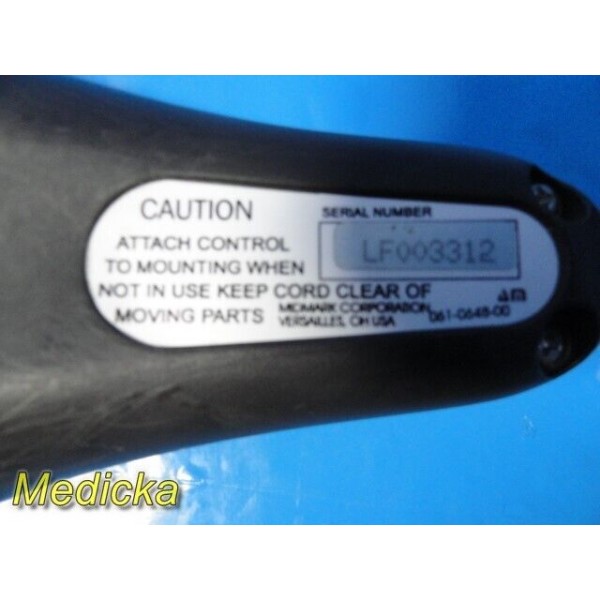 CAUTION
SERIAL NUMBER
LF003312
ATTACH CONTROL
TO MOUNTING WHEN
NOT IN USE KEEP CORD CLEAR OF
MOVING PARTS
MIDMARK CORPORATION
VERSAILLES, OH USA
061-0648-00
Medicka